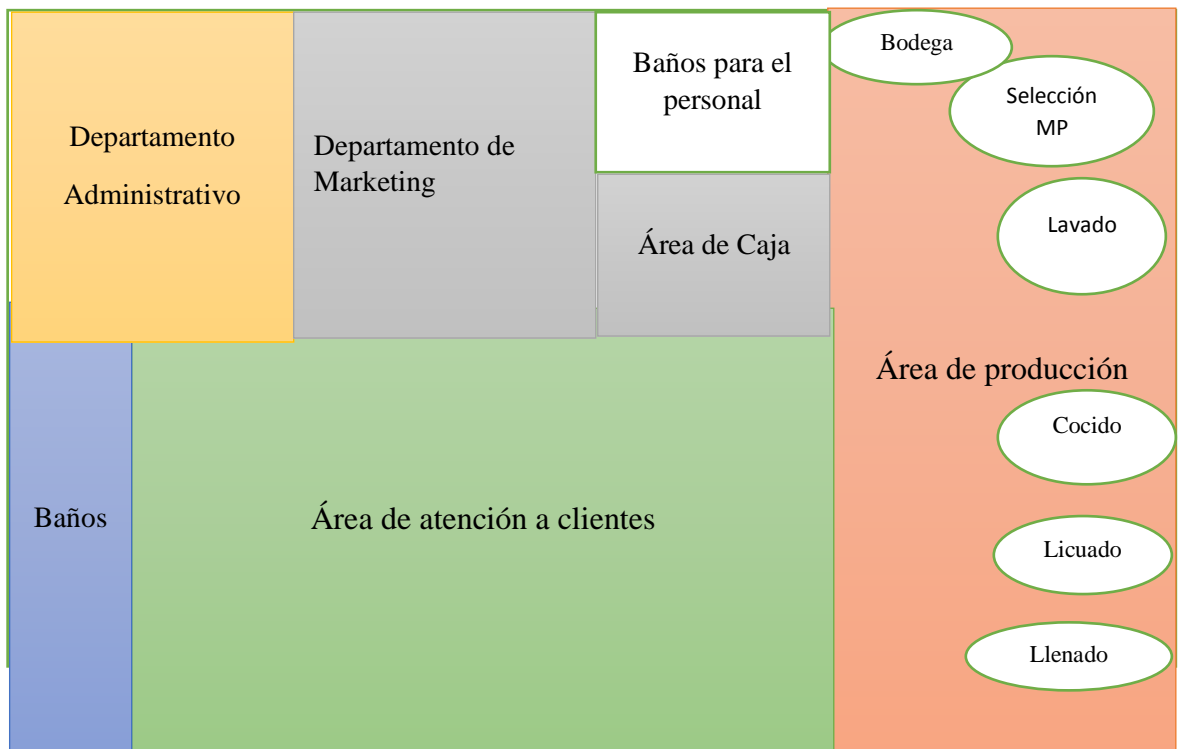 Departamento
Administrativo
Departamento de
Marketing
Baños para el
personal
Área de Caja
Bodega
Selección
MP
Lavado
Área de producción
Cocido
Licuado
Llenado
Baños
Área de atención a clientes